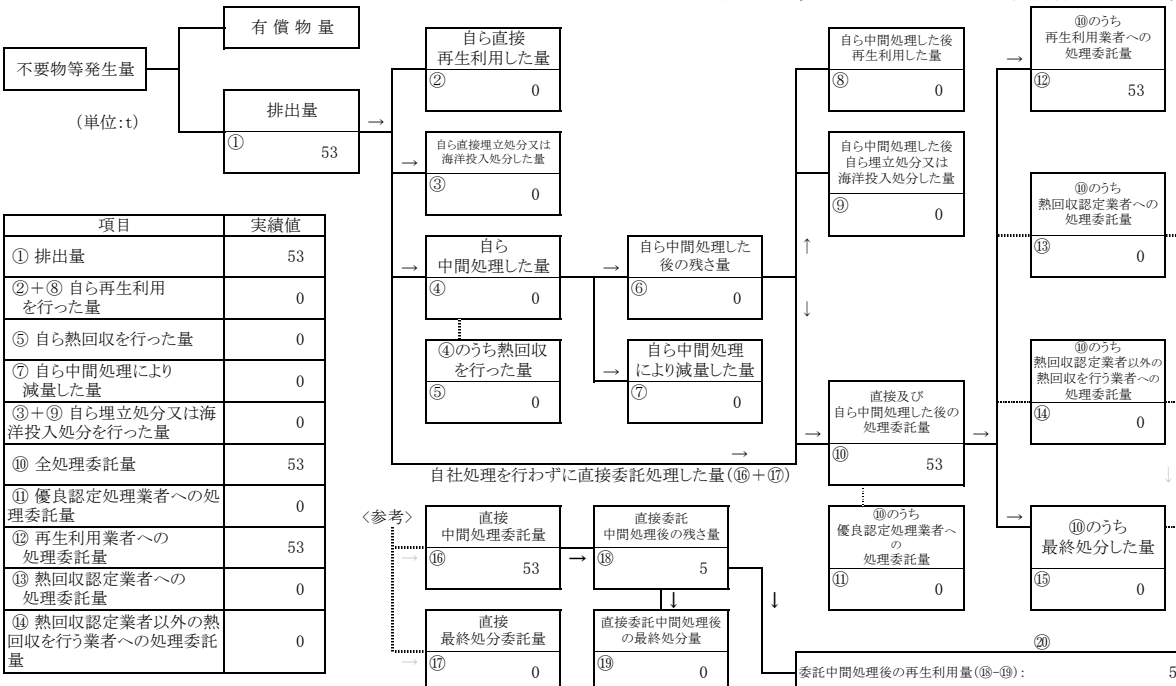 有 償 物 量
不要物等発生量
(単位:t)
排出量
①
53
→
自ら直接
再生利用した量
②
0
→
自ら直接埋立処分又は
海洋投入処分した量
③
0
→
自ら
中間処理した量
④
0
④のうち熱回収
を行った量
⑤
0
→
自ら中間処理した
後の残さ量
⑥
0
→
自ら中間処理
により減量した量
⑦
0
自ら中間処理した後
再生利用した量
⑧
0
自ら中間処理した後
自ら埋立処分又は
海洋投入処分した量
⑨
0
↑
↓
→
自社処理を行わずに直接委託処理した量(⑯+⑰)
→
直接及び
自ら中間処理した後の
処理委託量
⑩
53
→
⑩のうち
優良認定処理業者へ
の
処理委託量
⑪
0
→
⑩のうち
再生利用業者への
処理委託量
⑫
53
⑩のうち
熱回収認定業者への
処理委託量
⑬
0
⑩のうち
熱回収認定業者以外の
熱回収を行う業者への
処理委託量
⑭
0
↓
→
⑩のうち
最終処分した量
⑮
0
項目 実績値
① 排出量 53
②+⑧ 自ら再生利用
を行った量 0
⑤ 自ら熱回収を行った量 0
⑦ 自ら中間処理により
減量した量 0
③+⑨ 自ら埋立処分又は海
洋投入処分を行った量 0
⑩ 全処理委託量 53
⑪ 優良認定処理業者への処
理委託量 0
⑫ 再生利用業者への
処理委託量 53
⑬ 熱回収認定業者への
処理委託量 0
⑭ 熱回収認定業者以外の熱
回収を行う業者への処理委託
量 0
〈参考〉
→
直接
中間処理委託量
⑯
53
→
直接委託
中間処理後の残さ量
⑱
5
↓
↓
→
直接
最終処分委託量
⑰
0
直接委託中間処理後
の最終処分量
⑲
0
⑳
委託中間処理後の再生利用量(⑱-⑲): 5